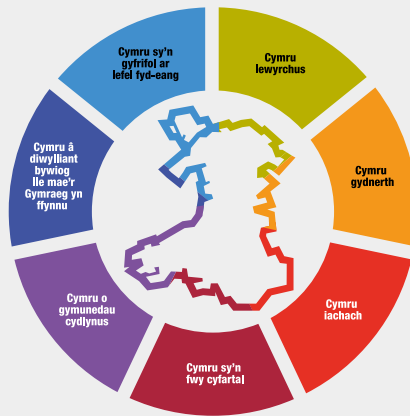 Cymru sy'n
gyfrifol ar
lefel fyd-eang
Cymru
lewyrchus
Cymru
gydnerth
Cymru
iachach
Cymru sy'n
fwy cyfartal
Cymru o
gymunedau
cydlynus
Cymru â
diwylliant
bywiog
lle mae'r
Gymraeg yn
ffynnu